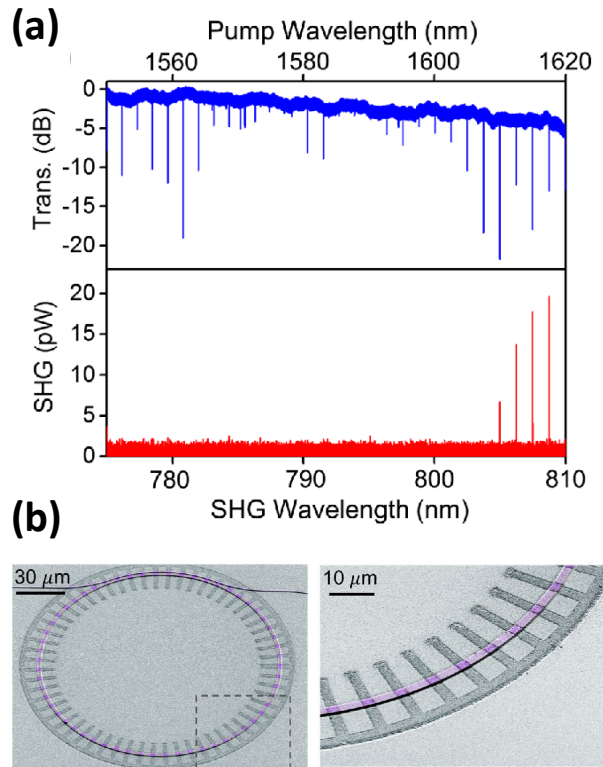 (a)
Pump Wavelength (nm)
1560 1580 1600 1620
Trans. (dB)
0
-5
-10
-15
-20
SHG (pW)
20
15
10
5
0
780 790 800 810
SHG Wavelength (nm)
(b)
30 μm
10 μm